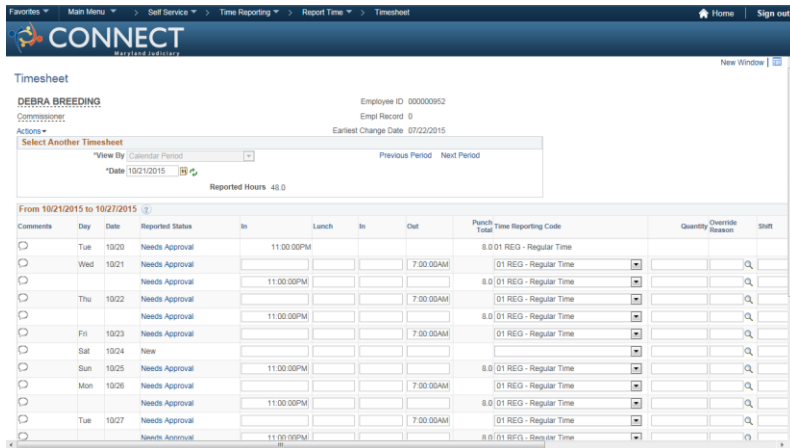 Favorites Main Menu > Self Service > Time Reporting > Report Time > Timesheet Home Sign out
CONNECT
Maryland Judiciary
New Window
Timesheet
DEBRA BREEDING Employee ID 000000952
Commissioner Empl Record 0
Actions Earliest Change Date 07/22/2015
Select Another Timesheet
*View By Calendar Period Previous Period Next Period
*Date 10/21/2015
Reported Hours 48.0
From 10/21/2015 to 10/27/2015
Comments Day Date Reported Status In Lunch In Out Punch Total Time Reporting Code Quantity Override Reason Shift
Tue 10/20 Needs Approval 11:00:00PM 8.0 01 REG - Regular Time
Wed 10/21 Needs Approval 7:00:00AM 01 REG - Regular Time
Needs Approval 11:00:00PM 8.0 01 REG - Regular Time
Thu 10/22 Needs Approval 7:00:00AM 01 REG - Regular Time
Needs Approval 11:00:00PM 8.0 01 REG - Regular Time
Fri 10/23 Needs Approval 7:00:00AM 01 REG - Regular Time
Sat 10/24 New
Sun 10/25 Needs Approval 11:00:00PM 8.0 01 REG - Regular Time
Mon 10/26 Needs Approval 7:00:00AM 01 REG - Regular Time
Needs Approval 11:00:00PM 8.0 01 REG - Regular Time
Tue 10/27 Needs Approval 7:00:00AM 01 REG - Regular Time
Needs Approval 11:00:00PM 8.0 01 REG - Regular Time